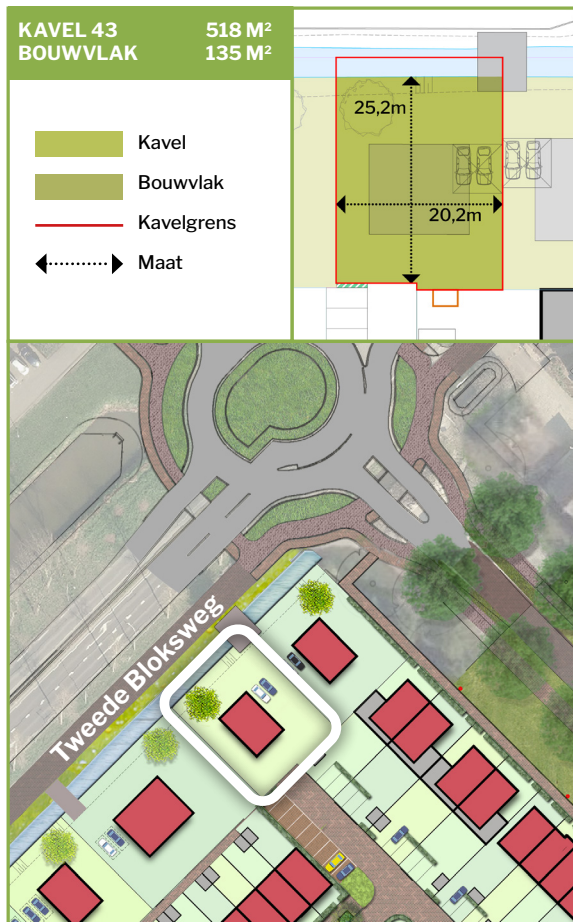 KAVEL 43 518 M²
BOUWVLAK 135 M²
Kavel
Bouwvlak
Kavelgrens
Maat
25,2m
20,2m
Tweede Bloksweg